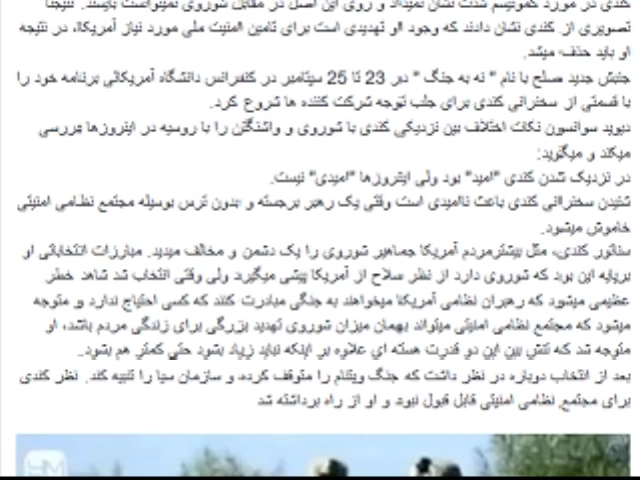 کندی در مورد کمونیسم شدت نشان نمیداد و روی این اصل در مقابل شوروی نمیتوانست بایستد. نتیجتا
تصویری از کندی نشان دادند که وجود او تهدیدی است برای تامین امنیت ملی مورد نیاز آمریکا، در نتیجه
او باید حذف میشد.
جنبش جدید صلح با نام " نه به جنگ " در 23 تا 25 سپتامبر در کنفرانس دانشگاه آمریکائی برنامه خود را
با قسمتی از سخنرانی کندی برای جلب توجه شرکت کننده ها شروع کرد.
دیوید سوانسون نکات اختلاف بین نزدیکی کندی با شوروی و واشنگتن را با روسیه در اینروزها بررسی
میکند و میگوید:
در نزدیک شدن کندی "امید" بود ولی اینروزها "امیدی" نیست.
شنیدن سخنرانی کندی باعث ناامیدی است وقتی یک رهبر برجسته و بدون ترس بوسیله مجتمع نظامی امنیتی
خاموش میشود.
سناتور کندی، مثل بیشترمردم آمریکا جماهیر شوروی را یک دشمن و مخالف میدید. مبارزات انتخاباتی او
برپایه این بود که شوروی دارد از نظر سلاح از آمریکا پیشی میگیرد ولی وقتی انتخاب شد شاهد خطر
عظیمی میشود که رهبران نظامی آمریکا میخواهند به جنگی مبادرت کنند که کسی احتیاج ندارد و متوجه
میشود که مجتمع نظامی امنیتی میتواند بهمان میزان شوروی تهدید بزرگی برای زندگی مردم باشد، او
متوجه شد که تنش بین این دو قدرت هسته ای علاوه بر اینکه نباید زیاد بشود حتی کمتر هم بشود.
بعد از انتخاب دوباره در نظر داشت که جنگ ویتنام را متوقف کرده و سازمان سیا را تنبیه کند. نظر کندی
برای مجتمع نظامی امنیتی قابل قبول نبود و او از راه برداشته شد